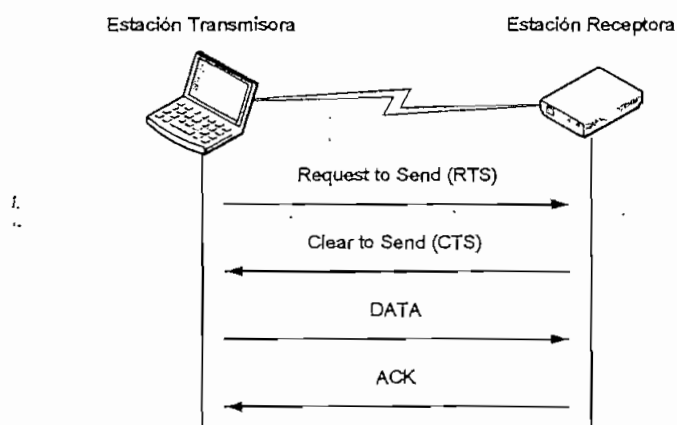 Estación Transmisora
Estación Receptora
Request to Send (RTS)
Clear to Send (CTS)
DATA
ACK